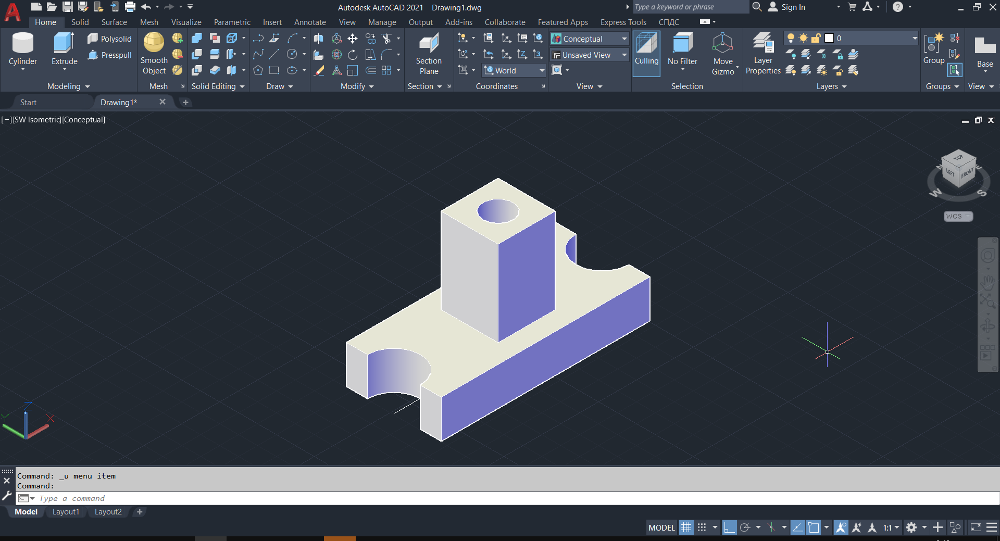 Autodesk AutoCAD 2021 Drawing1.dwg
Type a keyword or phrase
Sign In
Home Solid Surface Mesh Visualize Parametric Insert Annotate View Manage Output Add-ins Collaborate Featured Apps Express Tools СПДС
Cylinder
Extrude
Polysolid
Presspull
Modeling
Smooth
Object
Mesh
Solid Editing
Draw
Modify
Section
Plane
Section
World
Coordinates
Conceptual
Unsaved View
View
Culling
No Filter
Move
Gizmo
Selection
Layer
Properties
0
Layers
Group
Groups
Base
View
Start
Drawing1*
[−][SW Isometric][Conceptual]
TOP
LEFT
FRONT
N
E
W
S
WCS
Z
Y
X
Command: _u menu item
Command:
Type a command
Model
Layout1
Layout2
MODEL
1:1